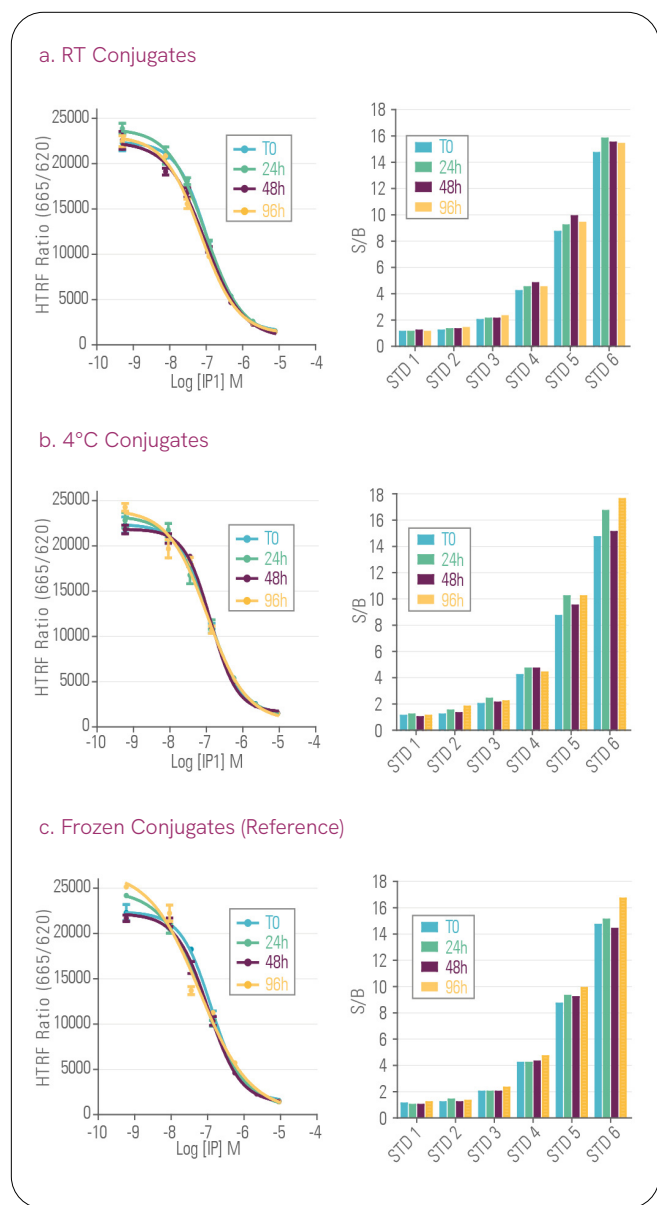 a. RT Conjugates
HTRF Ratio (665/620)
25000
20000
15000
10000
5000
0
-10 -9 -8 -7 -6 -5 -4
Log [IP1] M
T0
24h
48h
96h
S/B
18
16
14
12
10
8
6
4
2
0
STD 1 STD 2 STD 3 STD 4 STD 5 STD 6
T0
24h
48h
96h
b. 4°C Conjugates
HTRF Ratio (665/620)
25000
20000
15000
10000
5000
0
-10 -9 -8 -7 -6 -5 -4
Log [IP1] M
T0
24h
48h
96h
S/B
18
16
14
12
10
8
6
4
2
0
STD 1 STD 2 STD 3 STD 4 STD 5 STD 6
T0
24h
48h
96h
c. Frozen Conjugates (Reference)
HTRF Ratio (665/620)
25000
20000
15000
10000
5000
0
-10 -9 -8 -7 -6 -5 -4
Log [IP] M
T0
24h
48h
96h
S/B
18
16
14
12
10
8
6
4
2
0
STD 1 STD 2 STD 3 STD 4 STD 5 STD 6
T0
24h
48h
96h